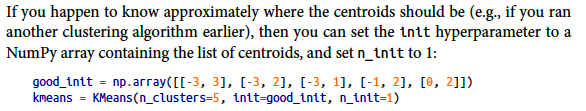 If you happen to know approximately where the centroids should be (e.g., if you ran
another clustering algorithm earlier), then you can set the init hyperparameter to a
NumPy array containing the list of centroids, and set n_init to 1:
good_init = np.array([[-3, 3], [-3, 2], [-3, 1], [-1, 2], [0, 2]])
kmeans = KMeans(n_clusters=5, init=good_init, n_init=1)